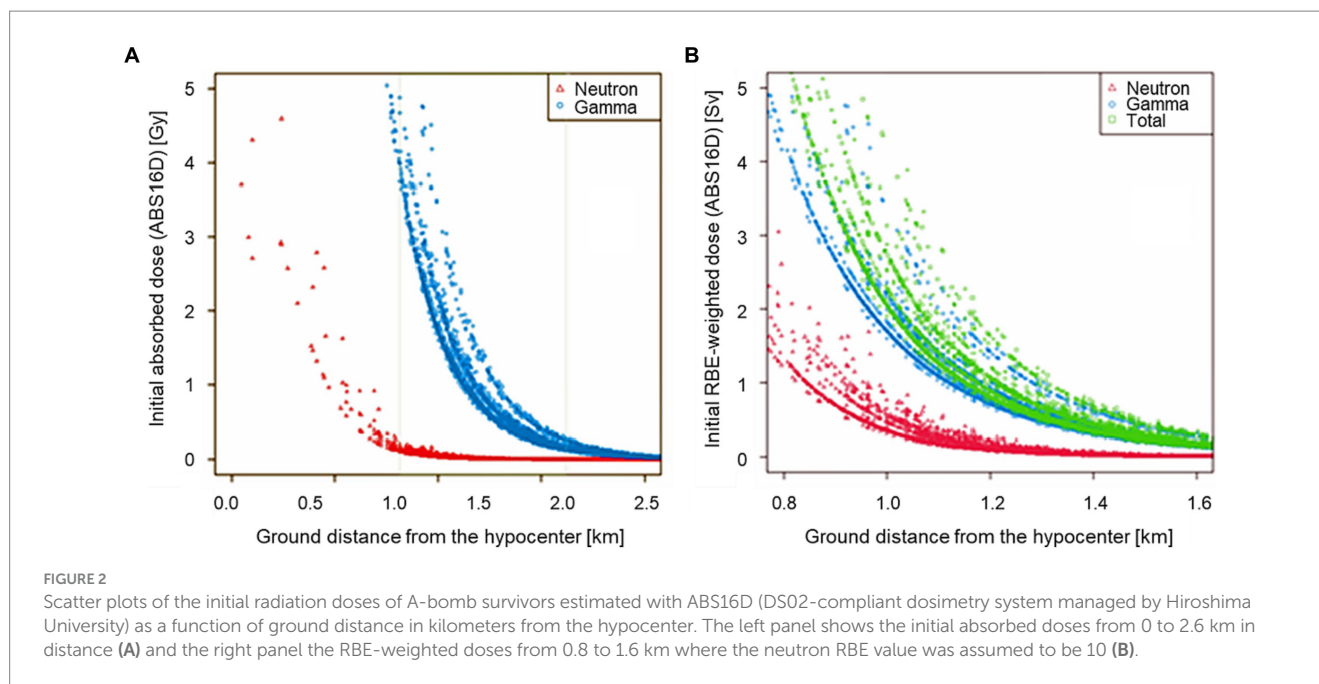 A
B
5
4
3
2
1
0
Initial absorbed dose (ABS16D) [Gy]
Neutron
Gamma
0.0 0.5 1.0 1.5 2.0 2.5
Ground distance from the hypocenter [km]
5
4
3
2
1
0
Initial RBE-weighted dose (ABS16D) [Sv]
Neutron
Gamma
Total
0.8 1.0 1.2 1.4 1.6
Ground distance from the hypocenter [km]
FIGURE 2
Scatter plots of the initial radiation doses of A-bomb survivors estimated with ABS16D (DS02-compliant dosimetry system managed by Hiroshima
University) as a function of ground distance in kilometers from the hypocenter. The left panel shows the initial absorbed doses from 0 to 2.6 km in
distance (A) and the right panel the RBE-weighted doses from 0.8 to 1.6 km where the neutron RBE value was assumed to be 10 (B).